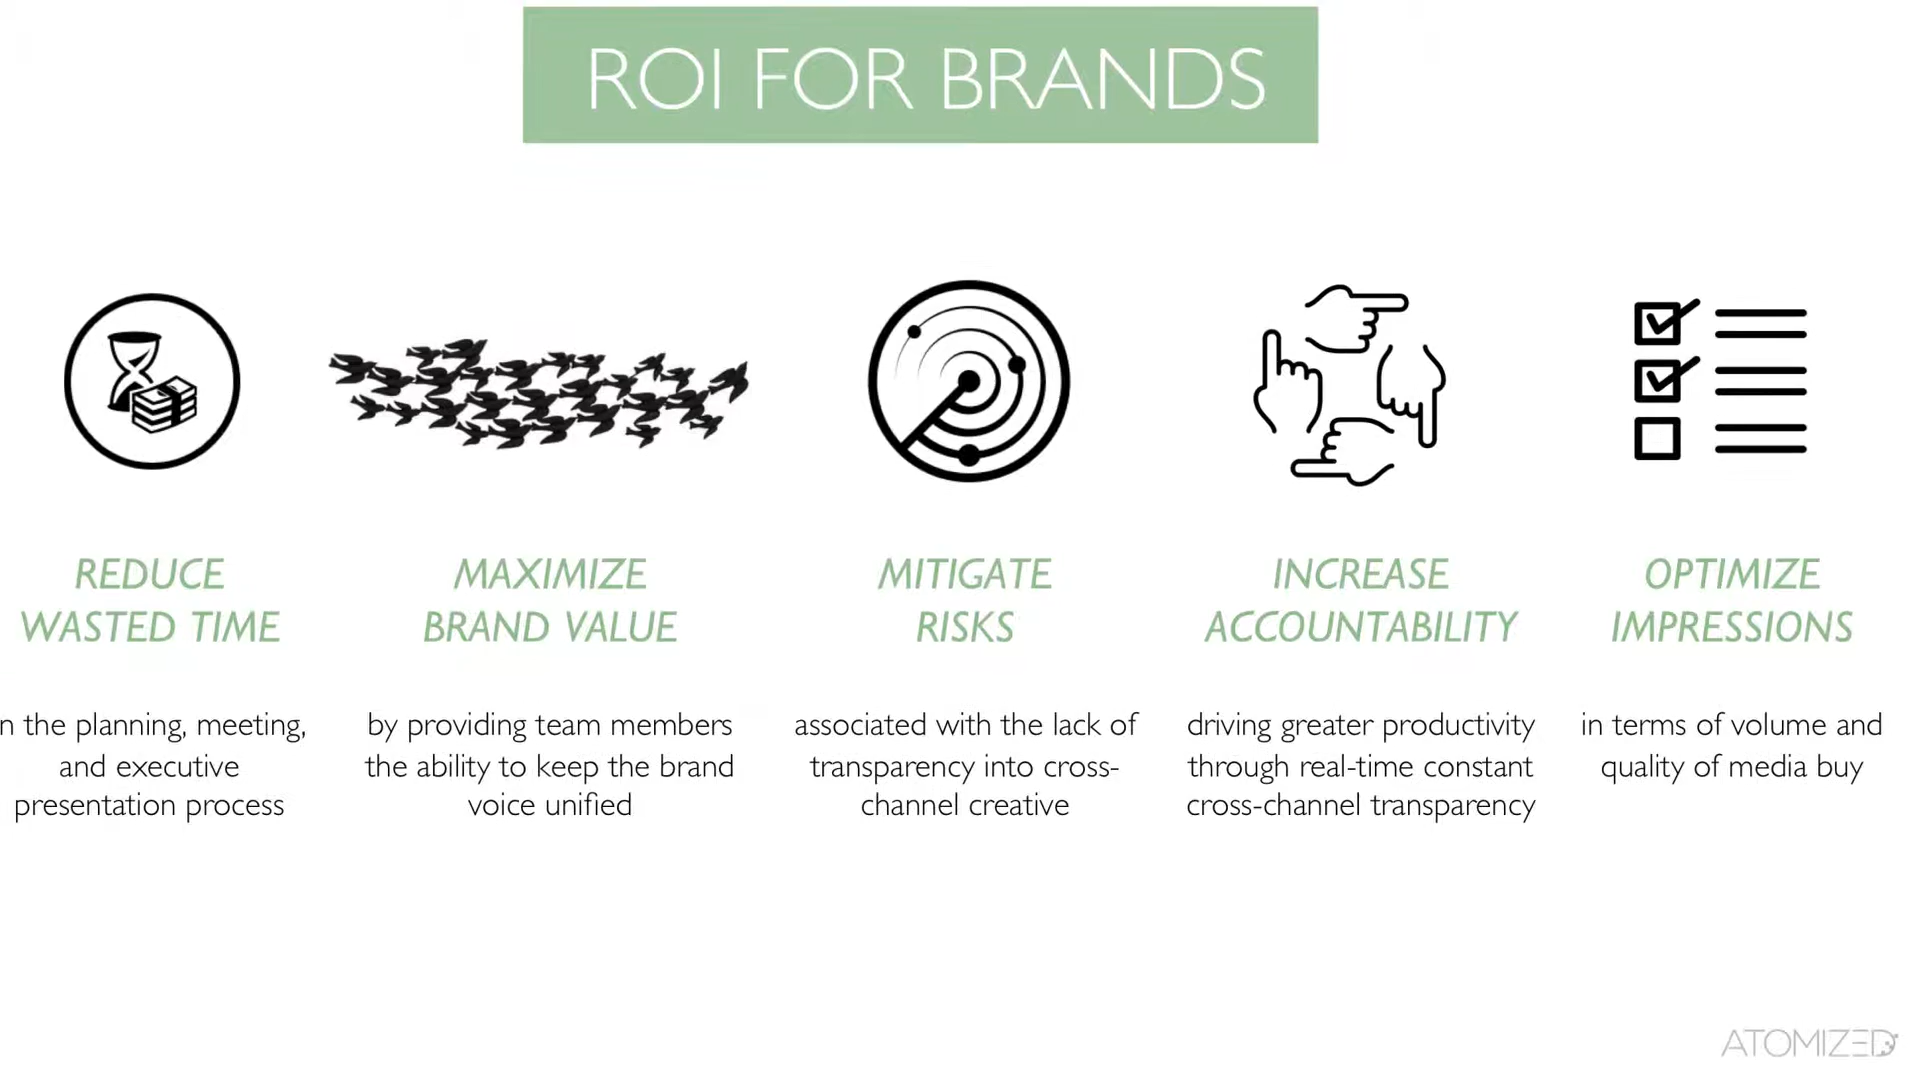 ROI FOR BRANDS
REDUCE
WASTED TIME
n the planning, meeting,
and executive
presentation process
MAXIMIZE
BRAND VALUE
by providing team members
the ability to keep the brand
voice unified
MITIGATE
RISKS
associated with the lack of
transparency into cross-
channel creative
INCREASE
ACCOUNTABILITY
driving greater productivity
through real-time constant
cross-channel transparency
OPTIMIZE
IMPRESSIONS
in terms of volume and
quality of media buy
ATOMIZED